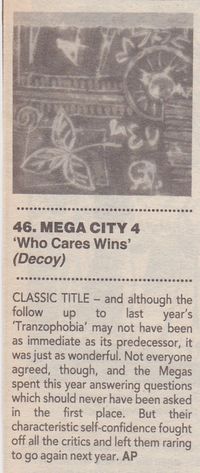 46. MEGA CITY 4
‘Who Cares Wins’
(Decoy)
CLASSIC TITLE – and although the
follow up to last year’s
‘Tranzophobia’ may not have been
as immediate as its predecessor, it
was just as wonderful. Not everyone
agreed, though, and the Megas
spent this year answering questions
which should never have been asked
in the first place. But their
characteristic self-confidence fought
off all the critics and left them raring
to go again next year. AP